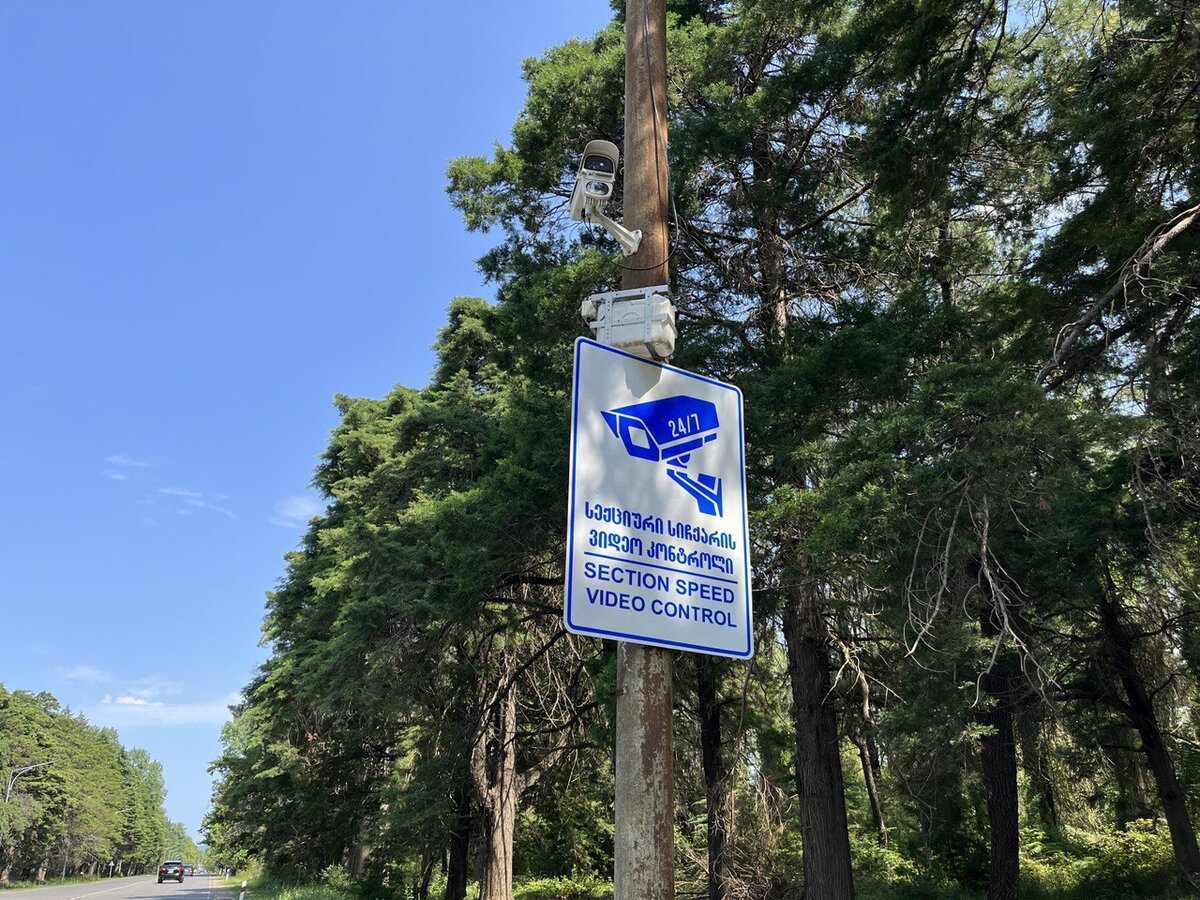 24/7
სექციური სიჩქარის
ვიდეო კონტროლი
SECTION SPEED
VIDEO CONTROL